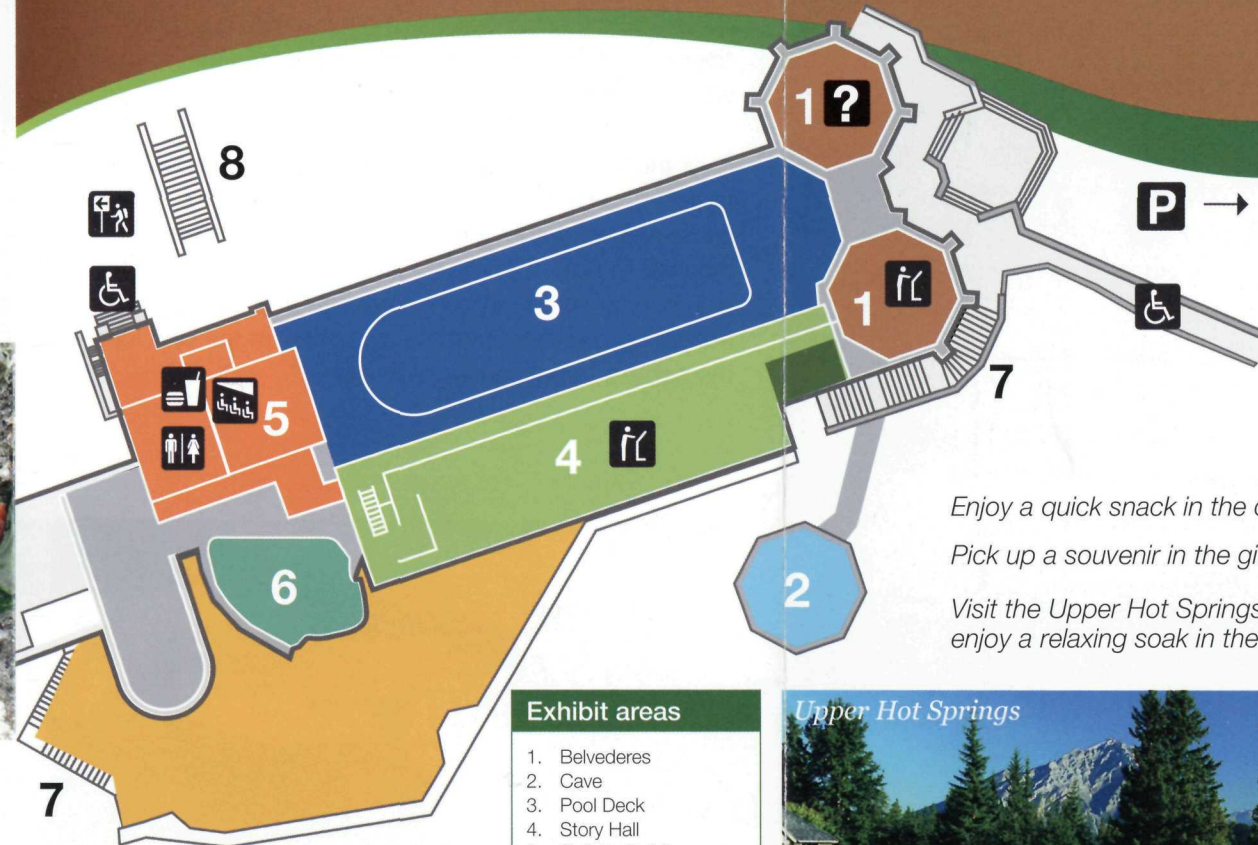 8
1 ?
P →
3
1
7
5
4
Enjoy a quick snack in the
Pick up a souvenir in the
2
Visit the Upper Hot Springs
enjoy a relaxing soak in the
6
7
Exhibit areas
1. Belvederes
2. Cave
3. Pool Deck
4. Story Hall
Upper Hot Springs